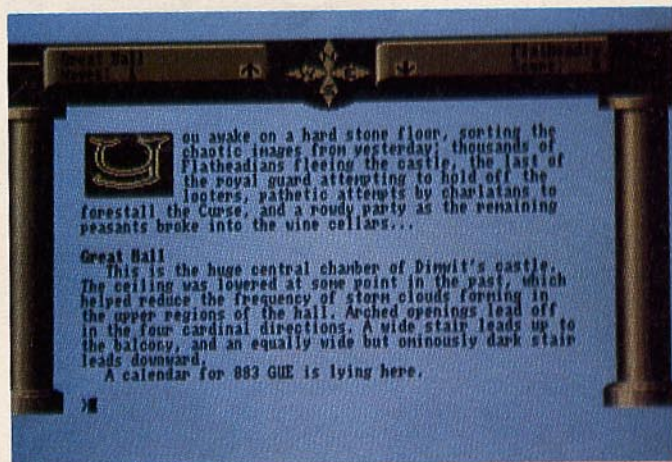 Great Hall
Flatheadia
N
W E
S
You awake on a hard stone floor, sorting the
chaotic images from yesterday; thousands of
Flatheadians fleeing the castle, the last of
the royal guard attempting to hold off the
looters, pathetic attempts by charlatans to
forestall the Curse, and a rowdy party as the remaining
peasants broke into the wine cellars...
Great Hall
This is the huge central chamber of Dimwit's castle.
The ceiling was lowered at some point in the past, which
helped reduce the frequency of storm clouds forming in
the upper regions of the hall. Arched openings lead off
in the four cardinal directions. A wide stair leads up to
the balcony, and an equally wide but ominously dark stair
leads downward.
A calendar for 883 GUE is lying here.
>